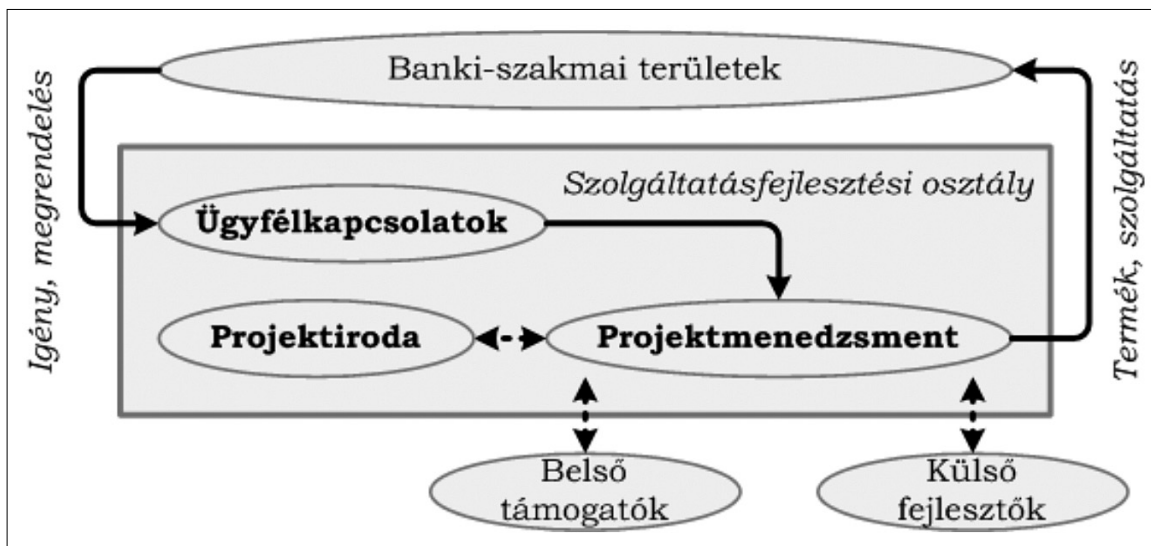 Banki-szakmai területek
Igény, megrendelés
Termék, szolgáltatás
Szolgáltatásfejlesztési osztály
Ügyfélkapcsolatok
Projektiroda
Projektmenedzsment
Belső
támogatók
Külső
fejlesztők